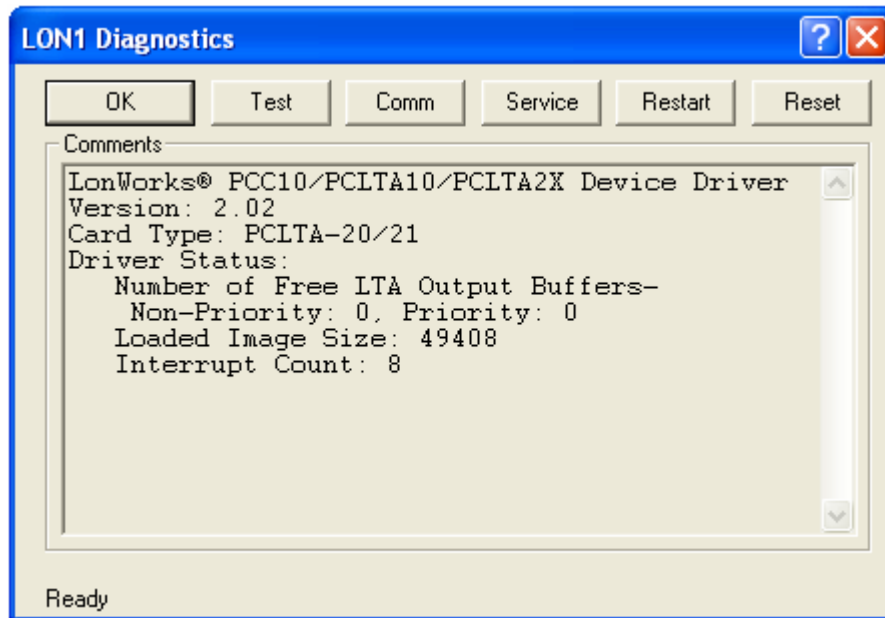 LON1 Diagnostics
OK Test Comm Service Restart Reset
Comments
LonWorks® PCC10/PCLTA10/PCLTA2X Device Driver
Version: 2.02
Card Type: PCLTA-20/21
Driver Status:
Number of Free LTA Output Buffers-
Non-Priority: 0, Priority: 0
Loaded Image Size: 49408
Interrupt Count: 8
Ready